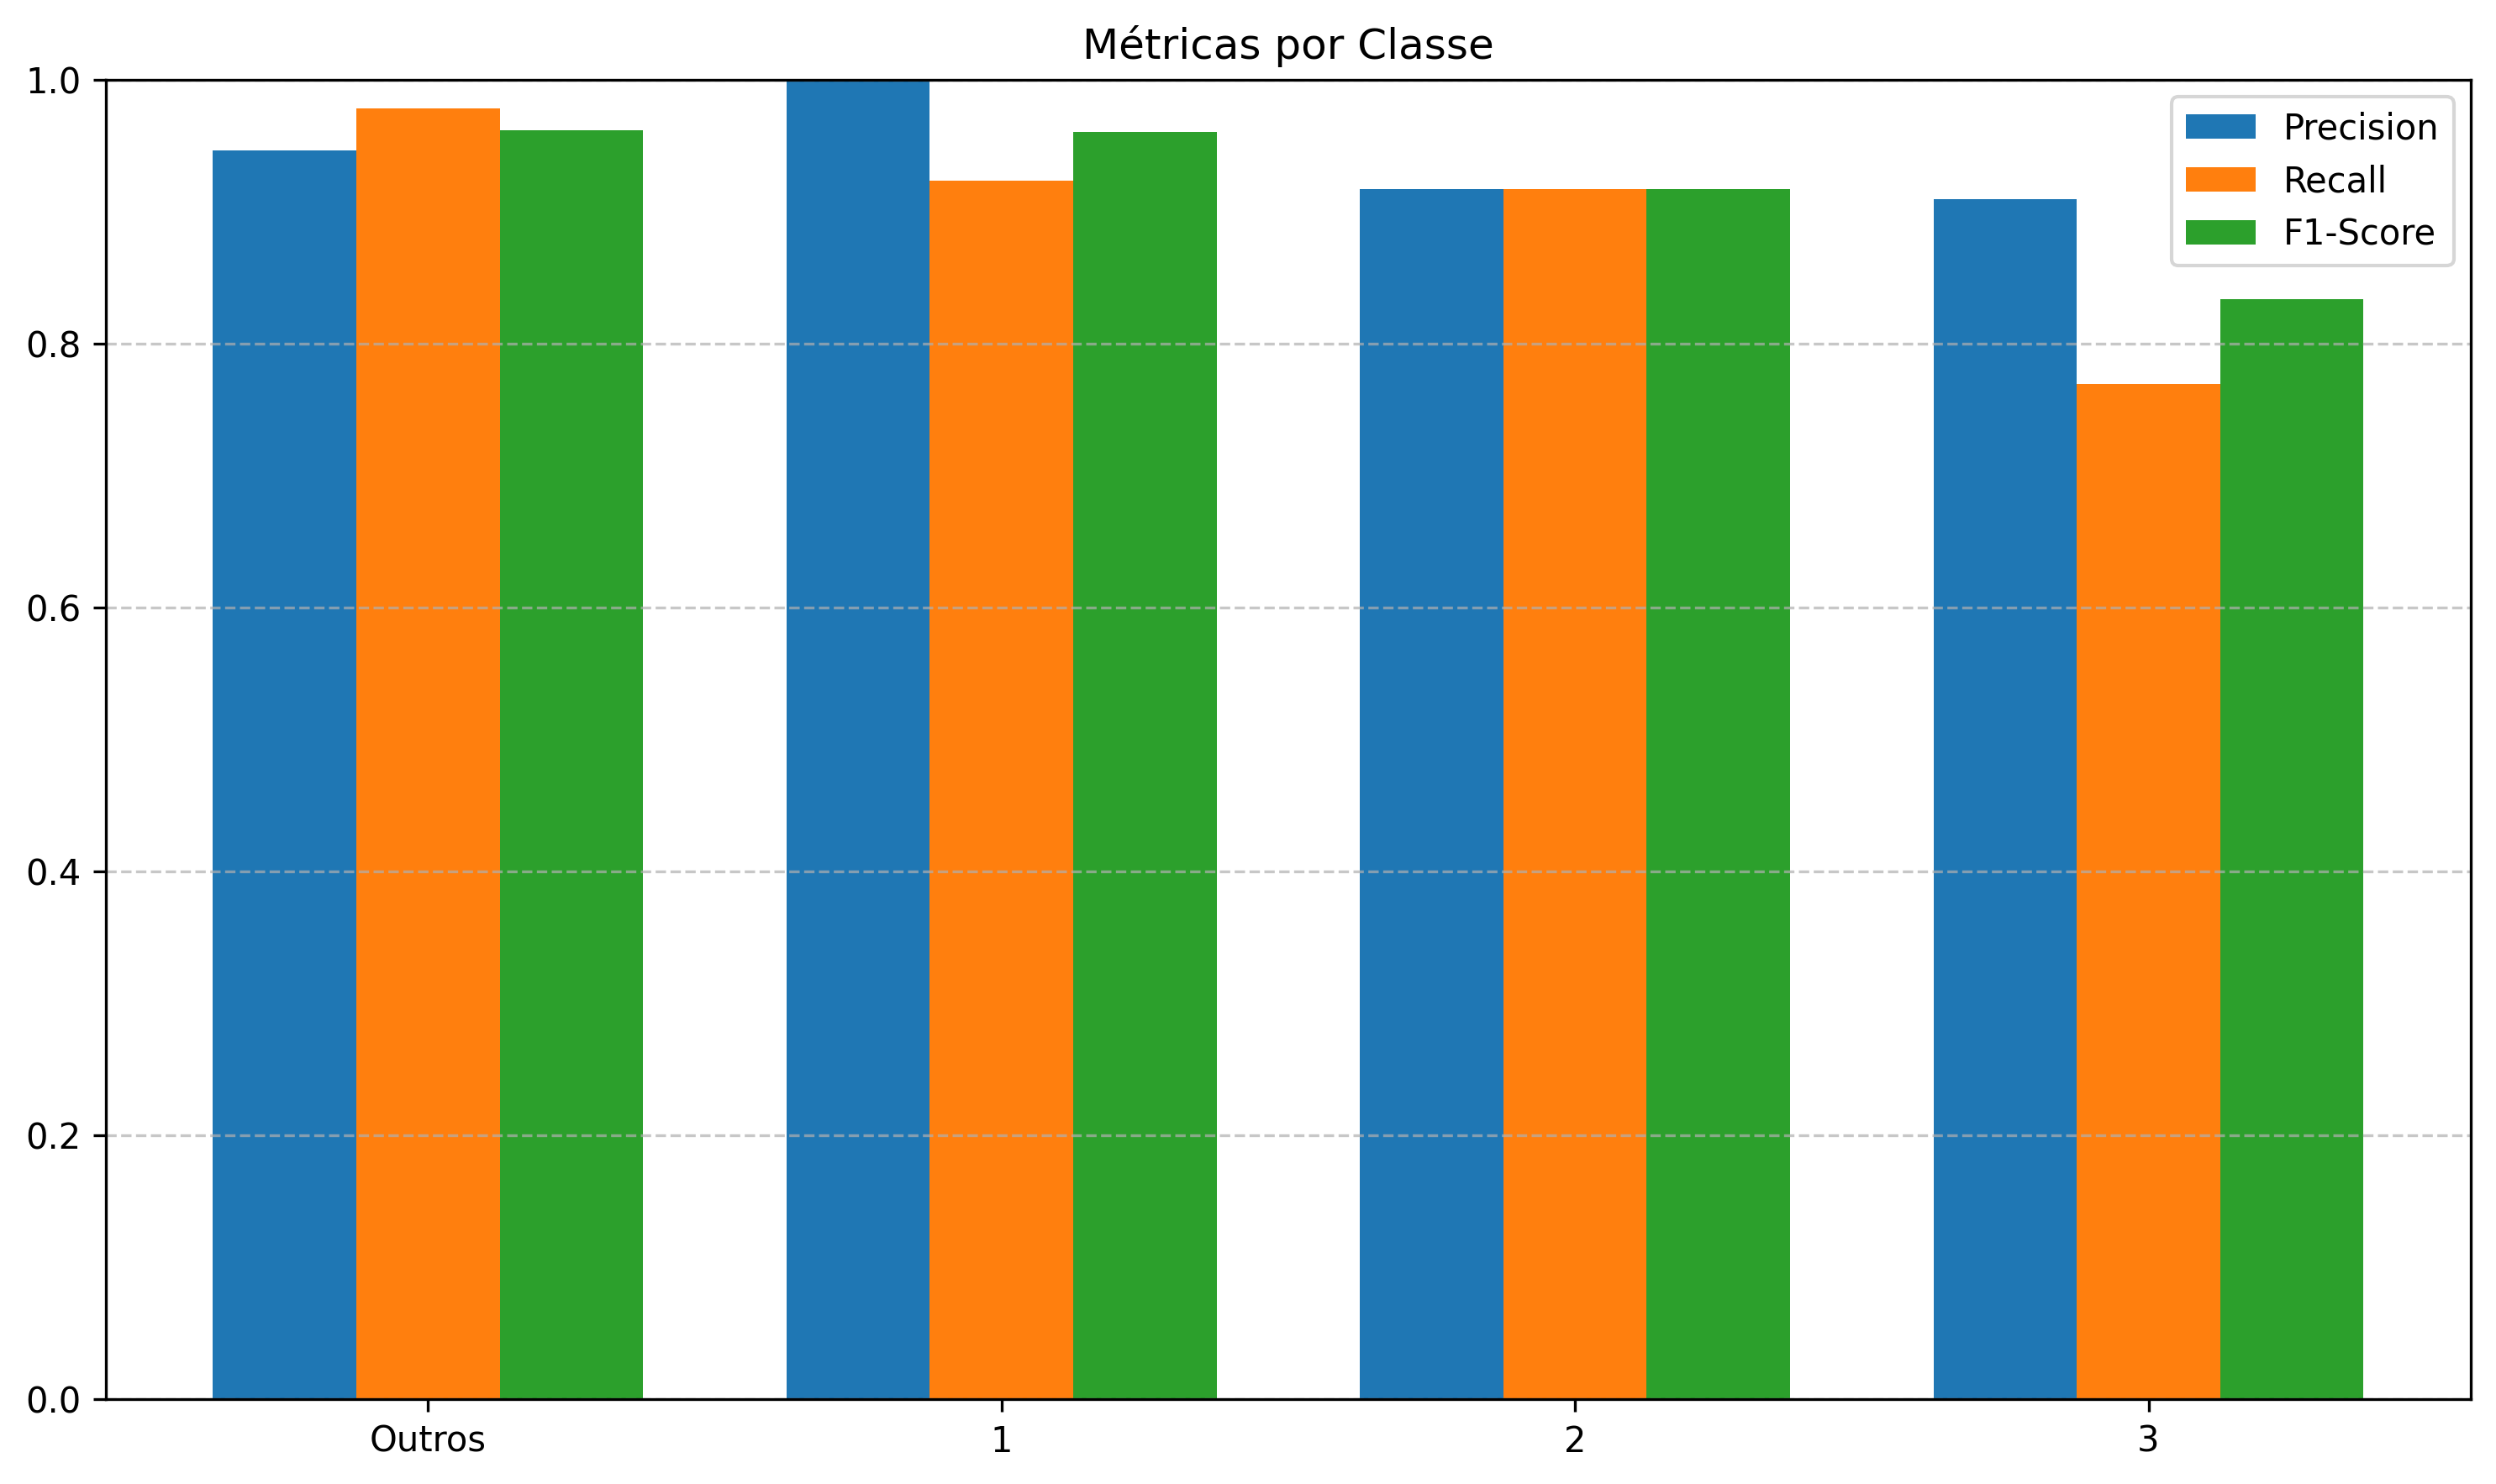 Métricas por Classe
1.0
0.8
0.6
0.4
0.2
0.0
Precision
Recall
F1-Score
Outros 1 2 3